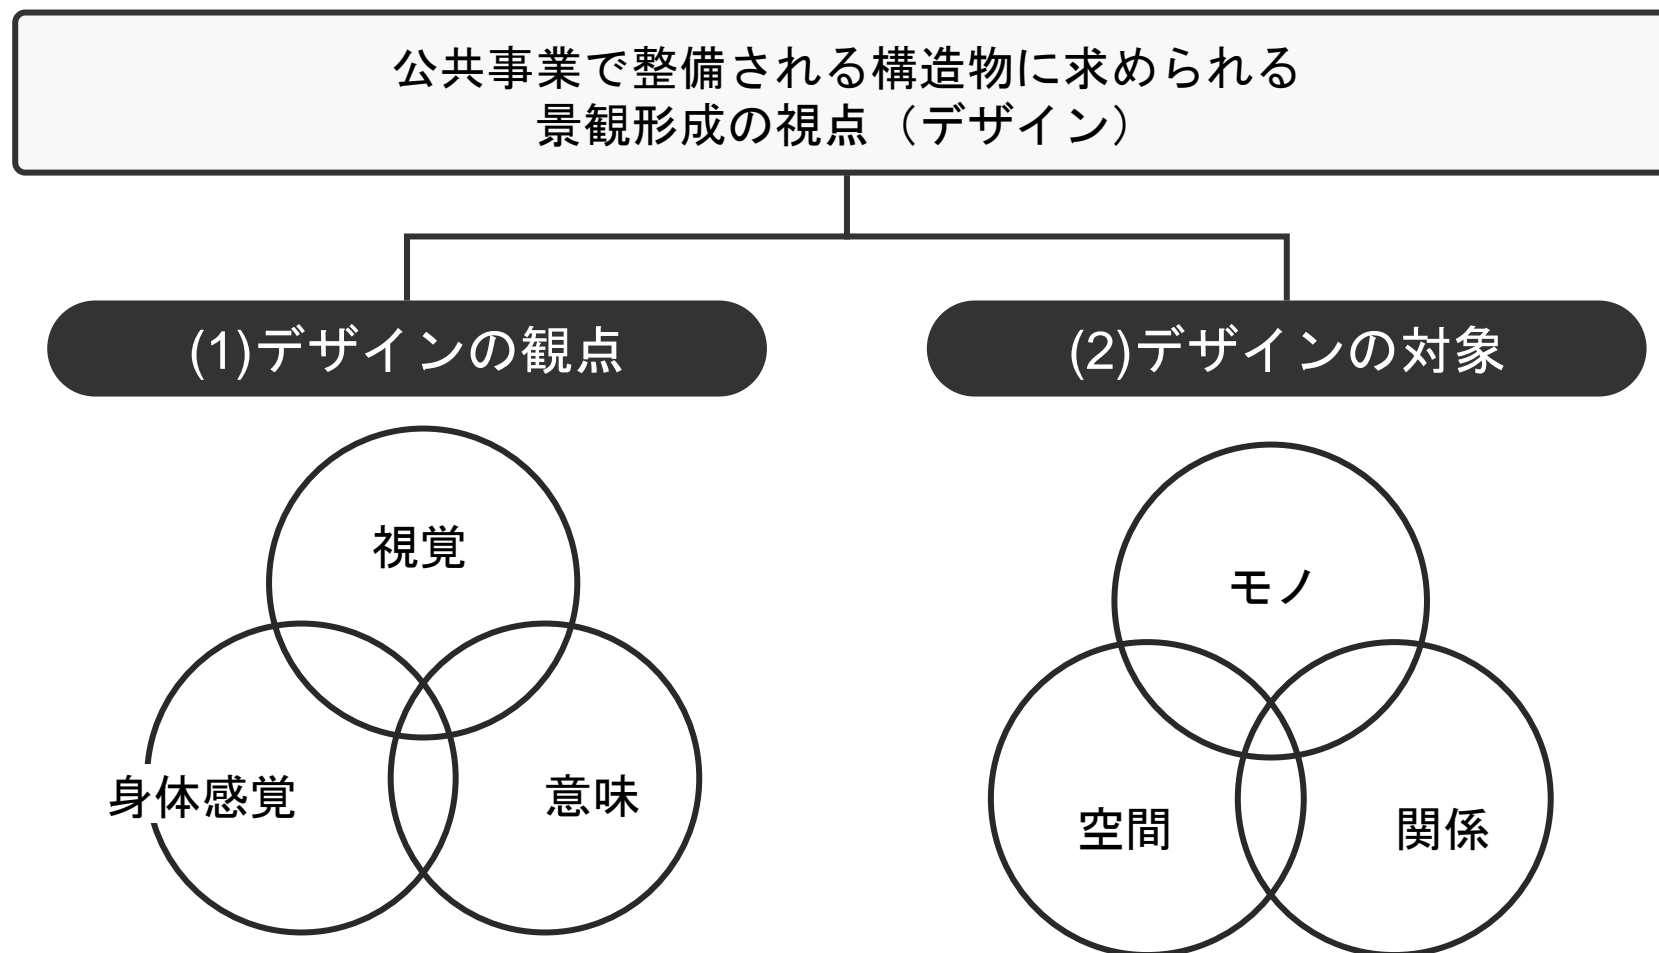 公共事業で整備される構造物に求められる
景観形成の視点（デザイン）
(1)デザインの観点
(2)デザインの対象
視覚
身体感覚
意味
モノ
空間
関係